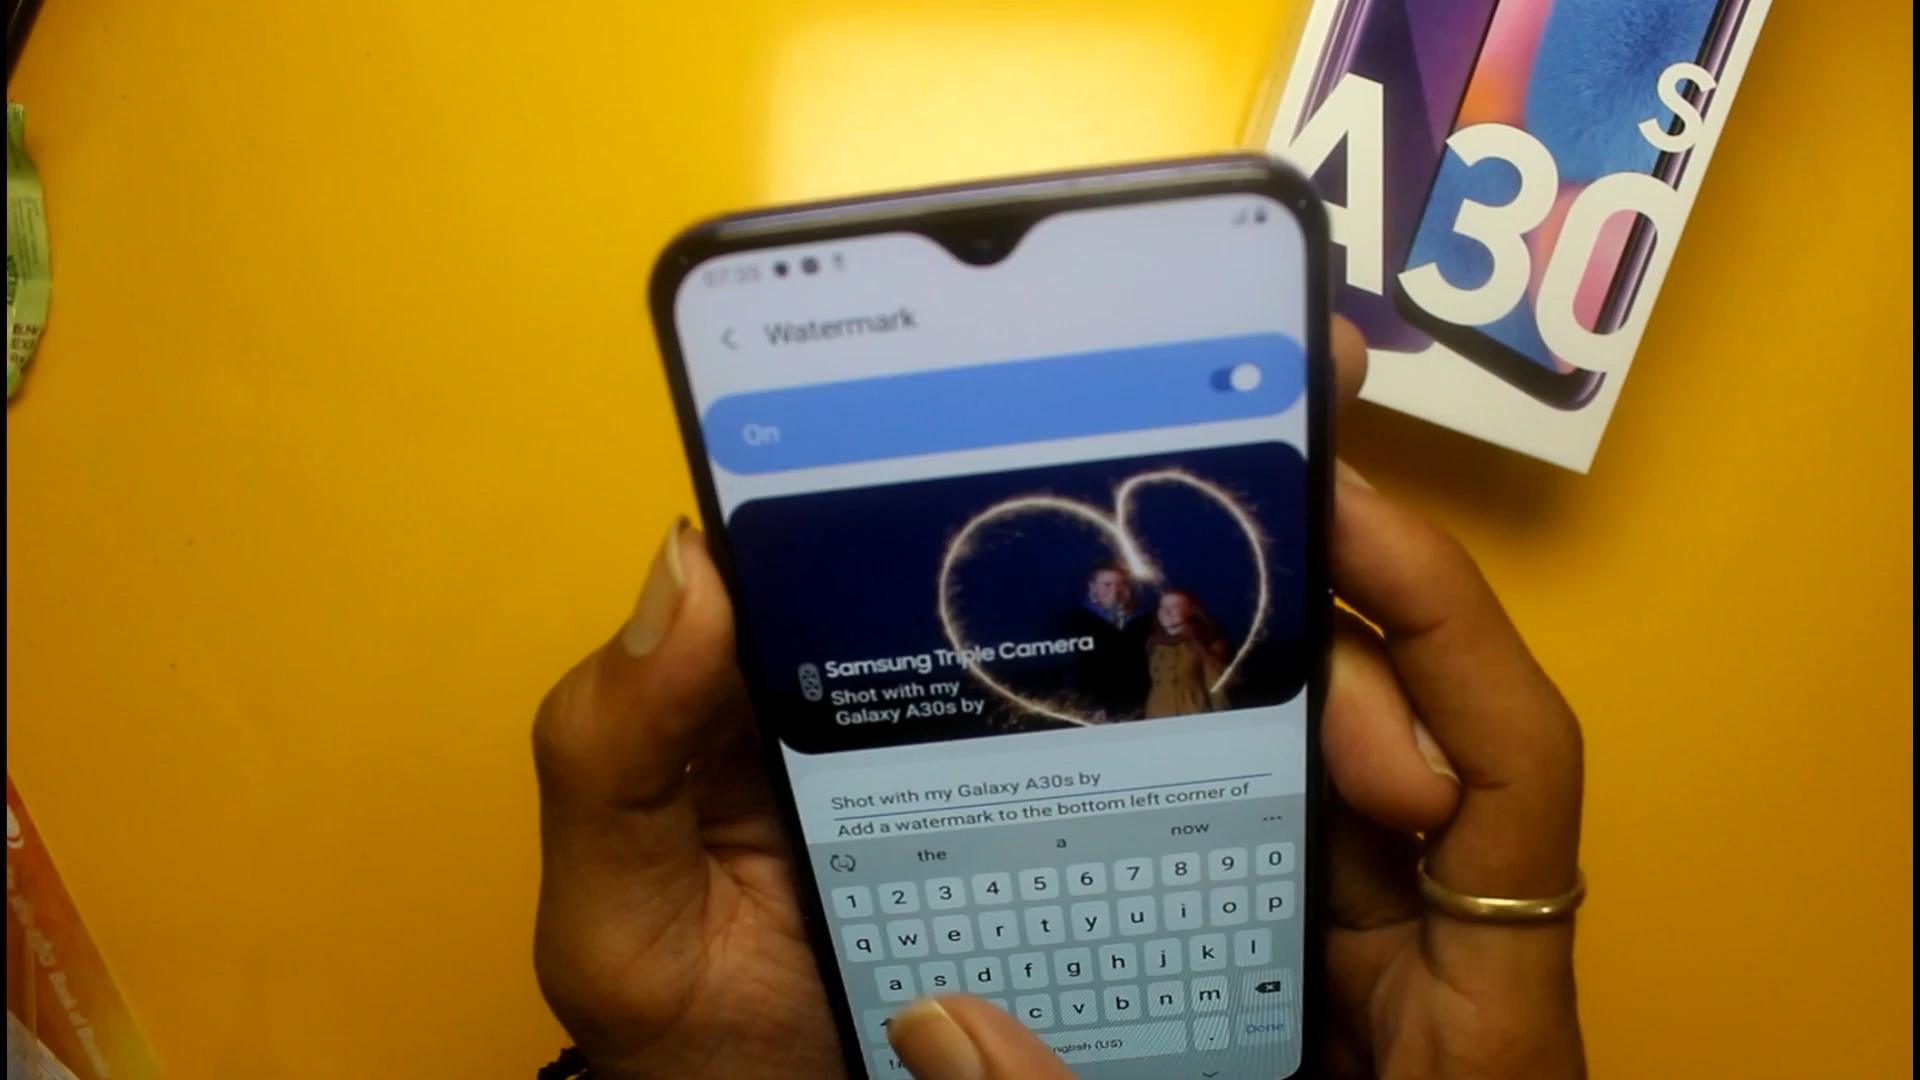 A30
s
Watermark
On
Samsung Triple Camera
Shot with my
Galaxy A30s by
Shot with my Galaxy A30s by
Add a watermark to the bottom left corner of
the a now ...
1 2 3 4 5 6 7 8 9 0
q w e r t y u i o p
a s d f g h j k l
c v b n m
English (US) . Done